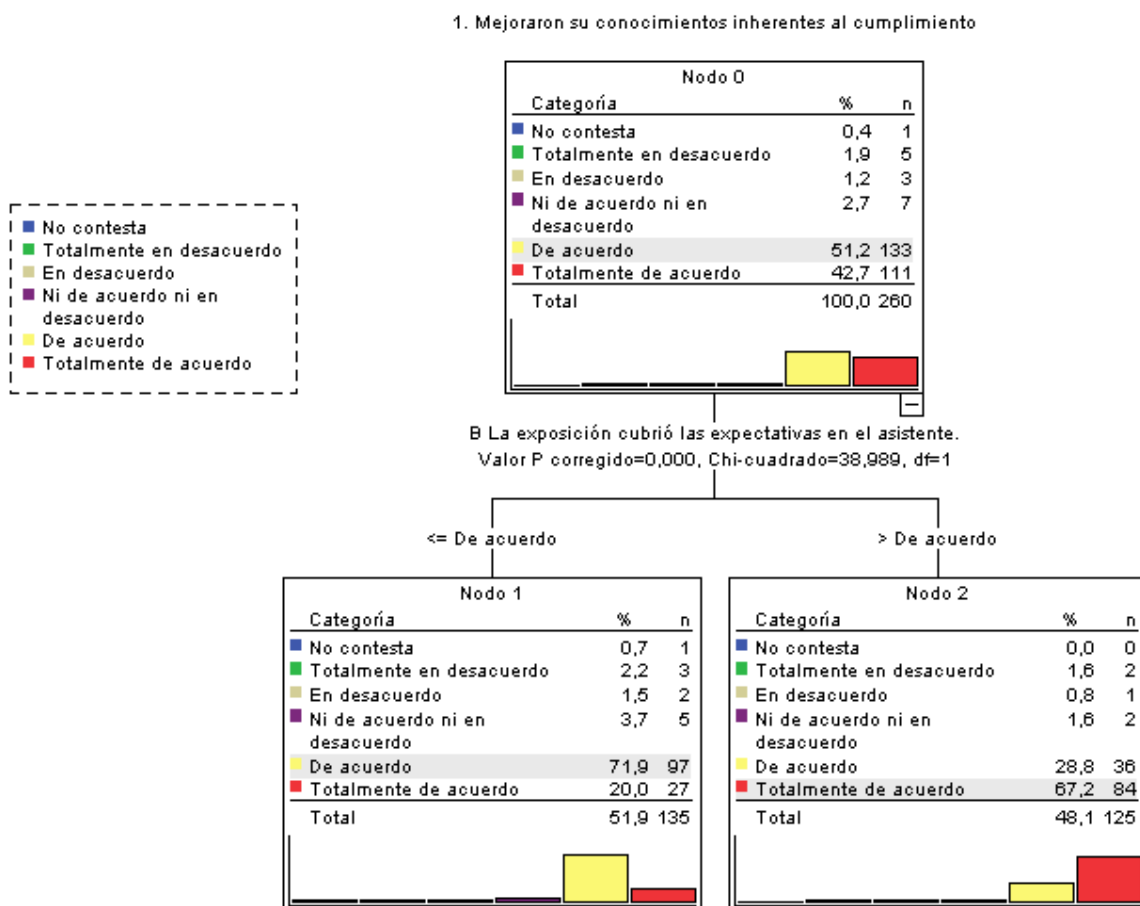 1. Mejoraron su conocimientos inherentes al cumplimiento
Nodo 0
Categoría % n
No contesta 0,4 1
Totalmente en desacuerdo 1,9 5
En desacuerdo 1,2 3
Ni de acuerdo ni en 2,7 7
desacuerdo
De acuerdo 51,2 133
Totalmente de acuerdo 42,7 111
Total 100,0 260
No contesta
Totalmente en desacuerdo
En desacuerdo
Ni de acuerdo ni en
desacuerdo
De acuerdo
Totalmente de acuerdo
B La exposición cubrió las expectativas en el asistente.
Valor P corregido=0,000, Chi-cuadrado=38,989, df=1
<= De acuerdo
> De acuerdo
Nodo 1
Categoría % n
No contesta 0,7 1
Totalmente en desacuerdo 2,2 3
En desacuerdo 1,5 2
Ni de acuerdo ni en 3,7 5
desacuerdo
De acuerdo 71,9 97
Totalmente de acuerdo 20,0 27
Total 51,9 135
Nodo 2
Categoría % n
No contesta 0,0 0
Totalmente en desacuerdo 1,6 2
En desacuerdo 0,8 1
Ni de acuerdo ni en 1,6 2
desacuerdo
De acuerdo 28,8 36
Totalmente de acuerdo 67,2 84
Total 48,1 125